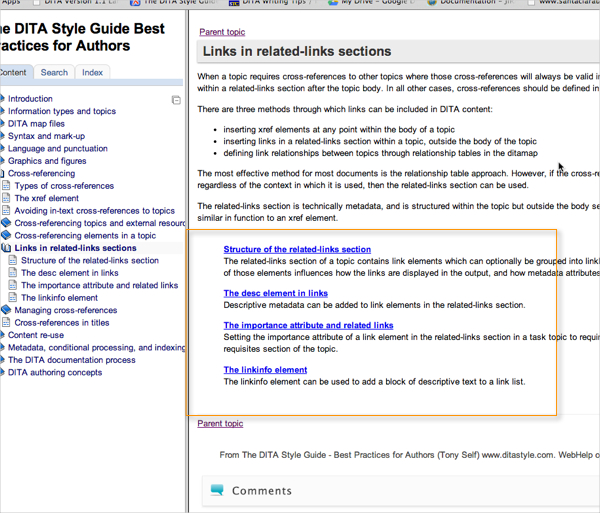 DITA Version 1.1 La
The DITA Style Guid
DITA Writing Tips /
My Drive - Google D
Documentation -
www.santaclarau
e DITA Style Guide Best
ractices for Authors
Content Search Index
Introduction
Information types and topics
DITA map files
Syntax and mark-up
Language and punctuation
Graphics and figures
Cross-referencing
Types of cross-references
The xref element
Avoiding in-text cross-references to topics
Cross-referencing topics and external resourc
Cross-referencing elements in a topic
Links in related-links sections
Structure of the related-links section
The desc element in links
The importance attribute and related links
The linkinfo element
Managing cross-references
Cross-references in titles
Content re-use
Metadata, conditional processing, and indexing
The DITA documentation process
DITA authoring concepts
Parent topic
Links in related-links sections
When a topic requires cross-references to other topics where those cross-references will always be valid i
within a related-links section after the topic body. In all other cases, cross-references should be defined in
There are three methods through which links can be included in DITA content:
inserting xref elements at any point within the body of a topic
inserting links in a related-links section within a topic, outside the body of the topic
defining link relationships between topics through relationship tables in the ditamap
The most effective method for most documents is the relationship table approach. However, if the cross-re
regardless of the context in which it is used, then the related-links section can be used.
The related-links section is technically metadata, and is structured within the topic but outside the body se
similar in function to an xref element.
Structure of the related-links section
The related-links section of a topic contains link elements which can optionally be grouped into linkl
of those elements influences how the links are displayed in the output, and how metadata attributes
The desc element in links
Descriptive metadata can be added to link elements in the related-links section.
The importance attribute and related links
Setting the importance attribute of a link element in the related-links section in a task topic to requir
requisites section of the topic.
The linkinfo element
The linkinfo element can be used to add a block of descriptive text to a link list.
Parent topic
From The DITA Style Guide - Best Practices for Authors (Tony Self) www.ditastyle.com. WebHelp o
Comments